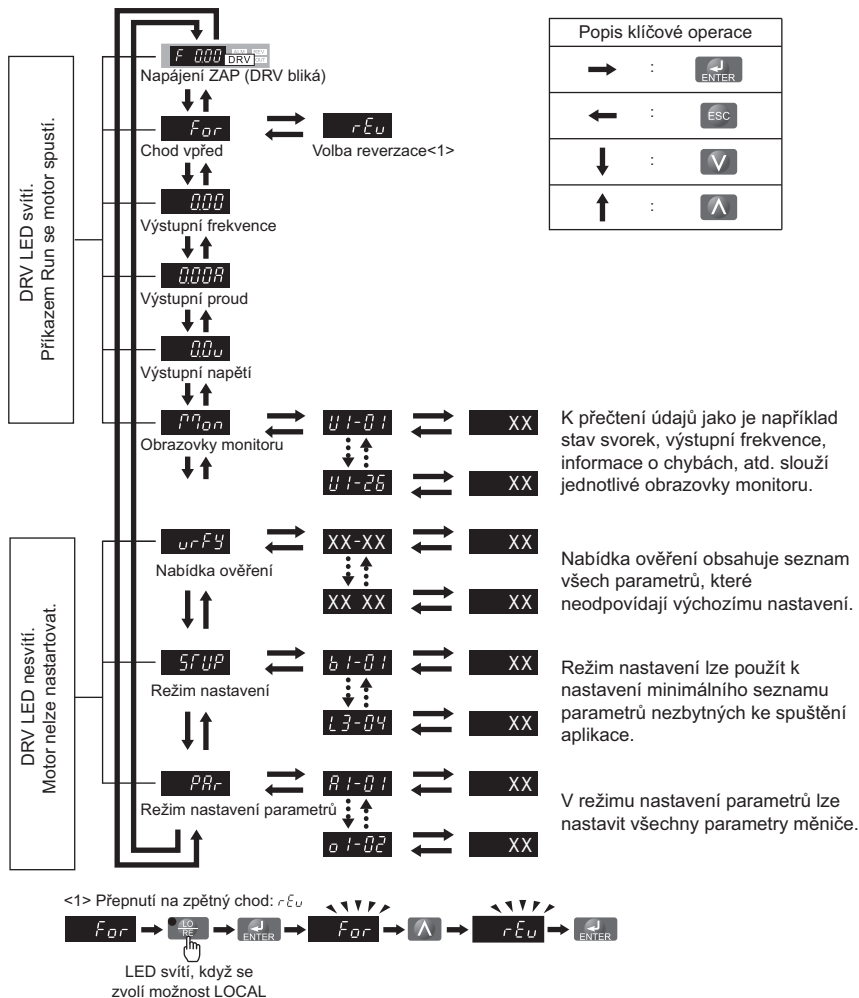 F 0.00 ALM REV DRV
Napájení ZAP (DRV bliká)
For
rEv
Chod vpřed
Volba reverzace<1>
0.00
Výstupní frekvence
0.00A
Výstupní proud
0.0v
Výstupní napětí
Mon
U1-01
XX
Obrazovky monitoru
U1-26
XX
K přečtení údajů jako je například
stav svorek, výstupní frekvence,
informace o chybách, atd. slouží
jednotlivé obrazovky monitoru.
DRV LED svítí.
Příkazem Run se motor spustí.
Popis klíčové operace
: ENTER
: ESC
: V
: Λ
vrFY
XX-XX
XX
Nabídka ověření
XX XX
XX
Nabídka ověření obsahuje seznam
všech parametrů, které
neodpovídají výchozímu nastavení.
STUP
b1-01
XX
Režim nastavení
L3-04
XX
Režim nastavení lze použít k
nastavení minimálního seznamu
parametrů nezbytných ke spuštění
aplikace.
PAr
A1-01
XX
Režim nastavení parametrů
o1-02
XX
V režimu nastavení parametrů lze
nastavit všechny parametry měniče.
DRV LED nesvítí.
Motor nelze nastartovat.
<1> Přepnutí na zpětný chod: rEv
For LO RE ENTER For Λ rEv ENTER
LED svítí, když se
zvolí možnost LOCAL